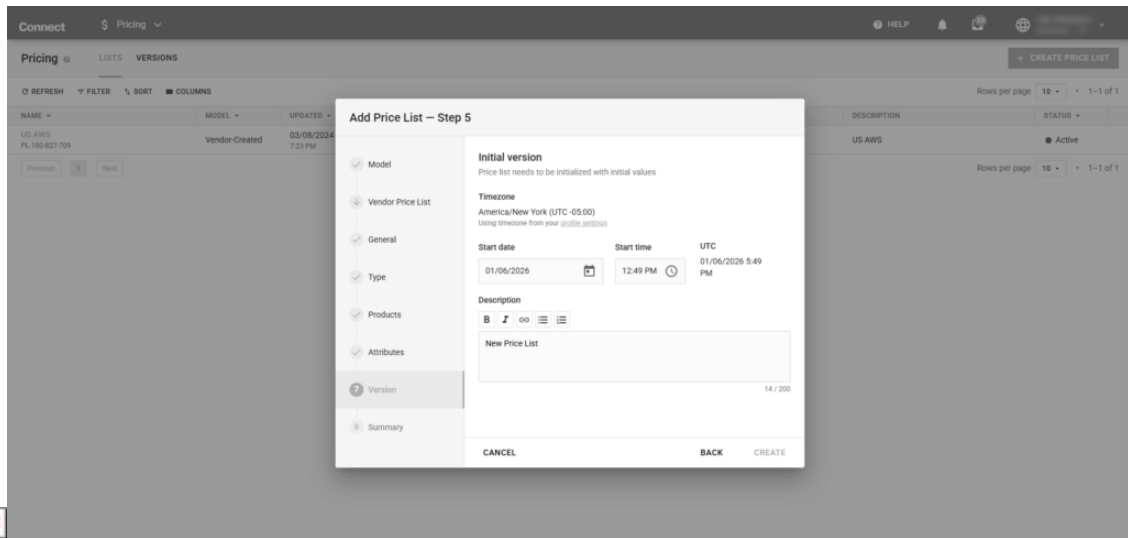 Connect
$ Pricing
HELP
Pricing
LISTS
VERSIONS
+ CREATE PRICE LIST
REFRESH
FILTER
SORT
COLUMNS
Rows per page 10 • 1–1 of 1
NAME
MODEL
UPDATED
DESCRIPTION
STATUS
US AWS
PL-180-827-709
Vendor-Created
03/08/2024
7:23 PM
US AWS
Active
Previous
1
Next
Rows per page 10 • 1–1 of 1
Add Price List — Step 5
Model
Vendor Price List
General
Type
Products
Attributes
7 Version
8 Summary
Initial version
Price list needs to be initialized with initial values
Timezone
America/New York (UTC -05:00)
Using timezone from your profile settings
Start date
Start time
UTC
01/06/2026
12:49 PM
01/06/2026 5:49
PM
Description
B I
New Price List
14 / 200
CANCEL
BACK
CREATE